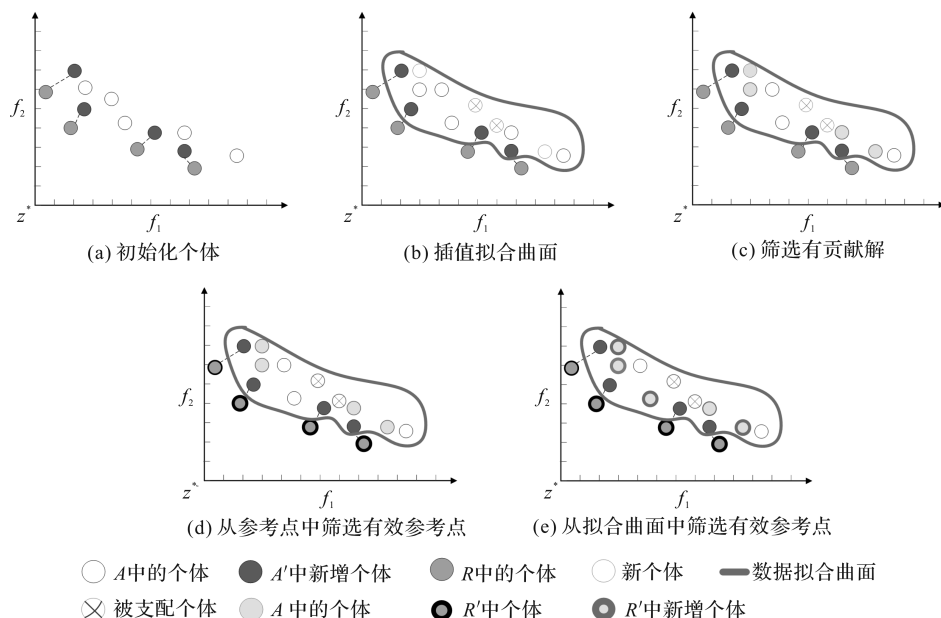 f₂
z*
f₁
(a) 初始化个体
f₂
z*
f₁
(b) 插值拟合曲面
f₂
z*
f₁
(c) 筛选有贡献解
f₂
z*
f₁
(d) 从参考点中筛选有效参考点
f₂
z*
f₁
(e) 从拟合曲面中筛选有效参考点
A中的个体
A′中新增个体
R中的个体
新个体
数据拟合曲面
被支配个体
A 中的个体
R′中个体
R′中新增个体